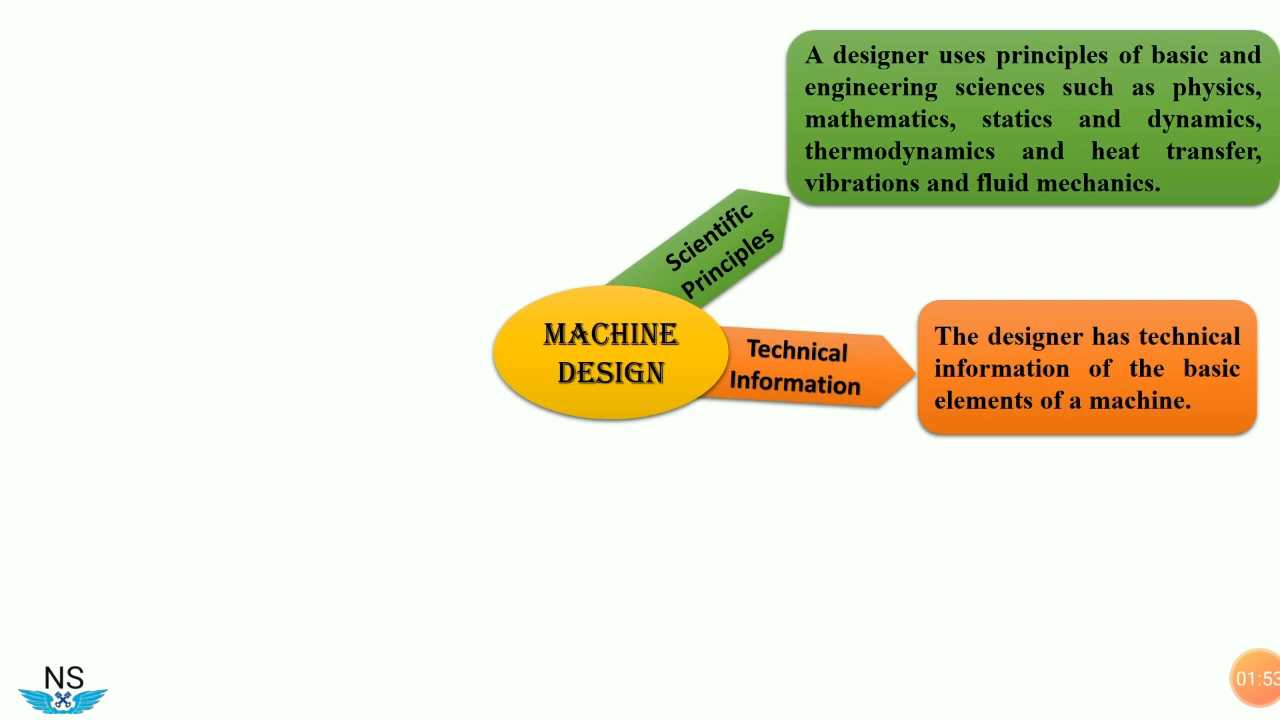 A designer uses principles of basic and
engineering sciences such as physics,
mathematics, statics and dynamics,
thermodynamics and heat transfer,
vibrations and fluid mechanics.
Scientific
Principles
MACHINE
DESIGN
Technical
Information
The designer has technical
information of the basic
elements of a machine.
NS
01:53